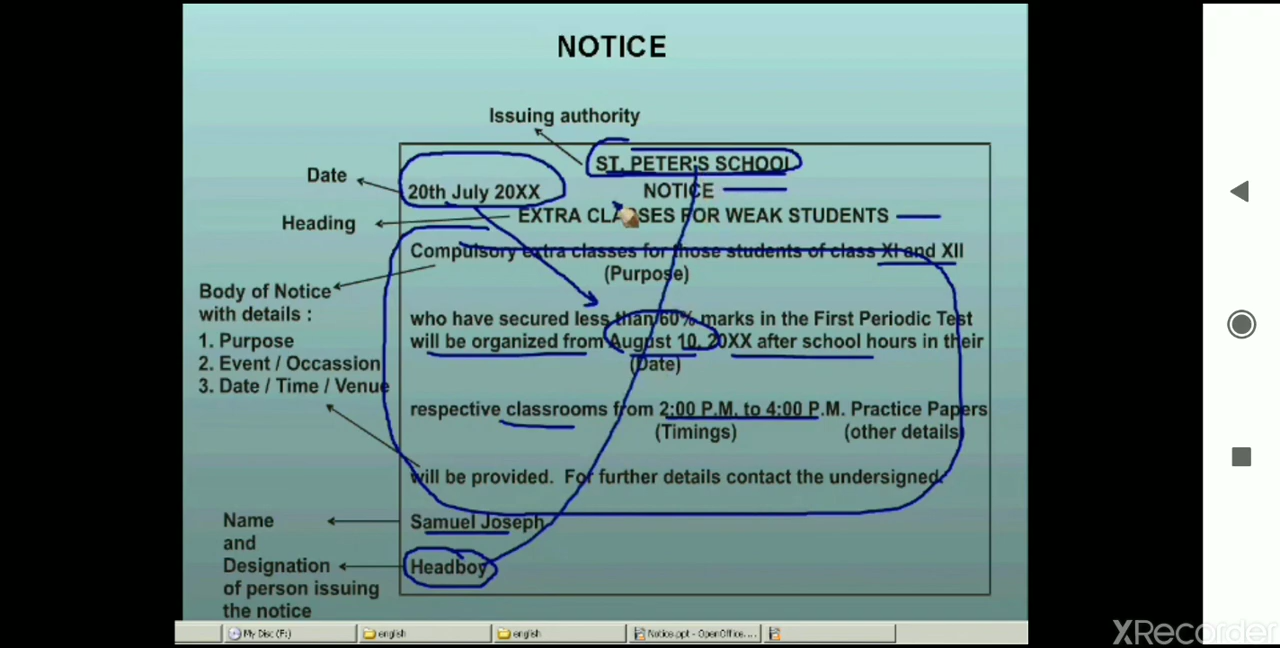 NOTICE
Issuing authority
ST. PETER'S SCHOOL
Date
20th July 20XX
NOTICE
Heading
EXTRA CLASSES FOR WEAK STUDENTS
Compulsory extra classes for those students of class XI and XII
(Purpose)
Body of Notice
with details :
1. Purpose
2. Event / Occassion
3. Date / Time / Venue
who have secured less than 60% marks in the First Periodic Test
will be organized from August 10, 20XX after school hours in their
(Date)
respective classrooms from 2:00 P.M. to 4:00 P.M. Practice Papers
(Timings) (other details)
will be provided. For further details contact the undersigned.
Name
and
Designation
of person issuing
the notice
Samuel Joseph
Headboy
My Disc (F:)
english
english
Notice.ppt - OpenOffice....
XRecorder